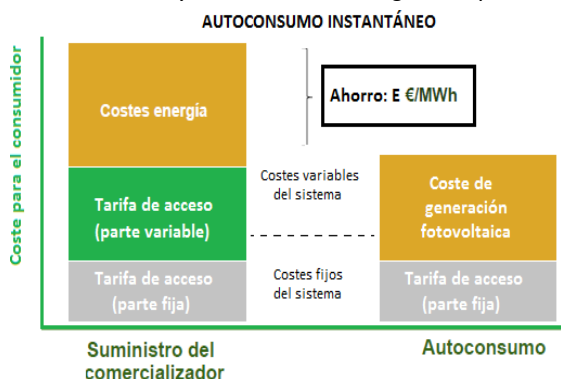 AUTOCONSUMO INSTANTÁNEO
Coste para el consumidor
Costes energía
Ahorro: E €/MWh
Tarifa de acceso
(parte variable)
Costes variables
del sistema
Coste de
generación
fotovoltaica
Tarifa de acceso
(parte fija)
Costes fijos
del sistema
Tarifa de acceso
(parte fija)
Suministro del
comercializador
Autoconsumo